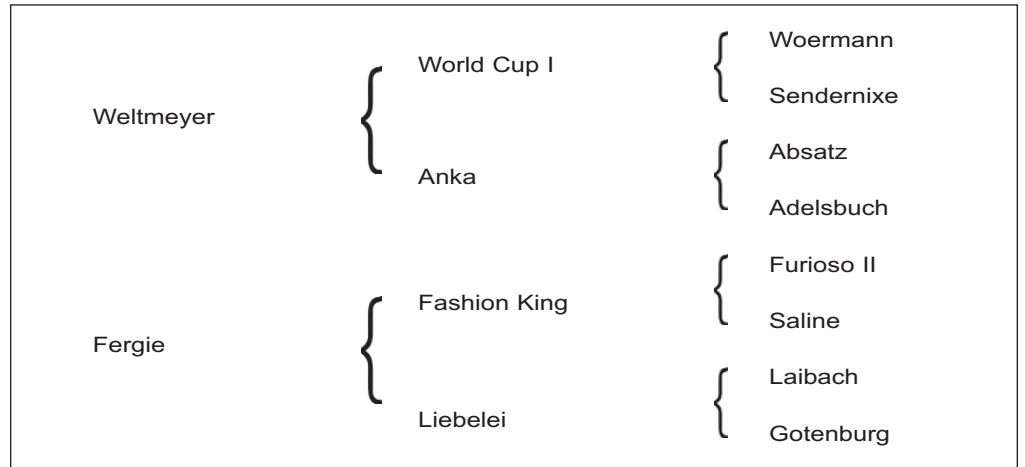 Woermann
World Cup I
Sendernixe
Weltmeyer
Absatz
Anka
Adelsbuch
Furioso II
Fashion King
Saline
Fergie
Laibach
Liebelei
Gotenburg